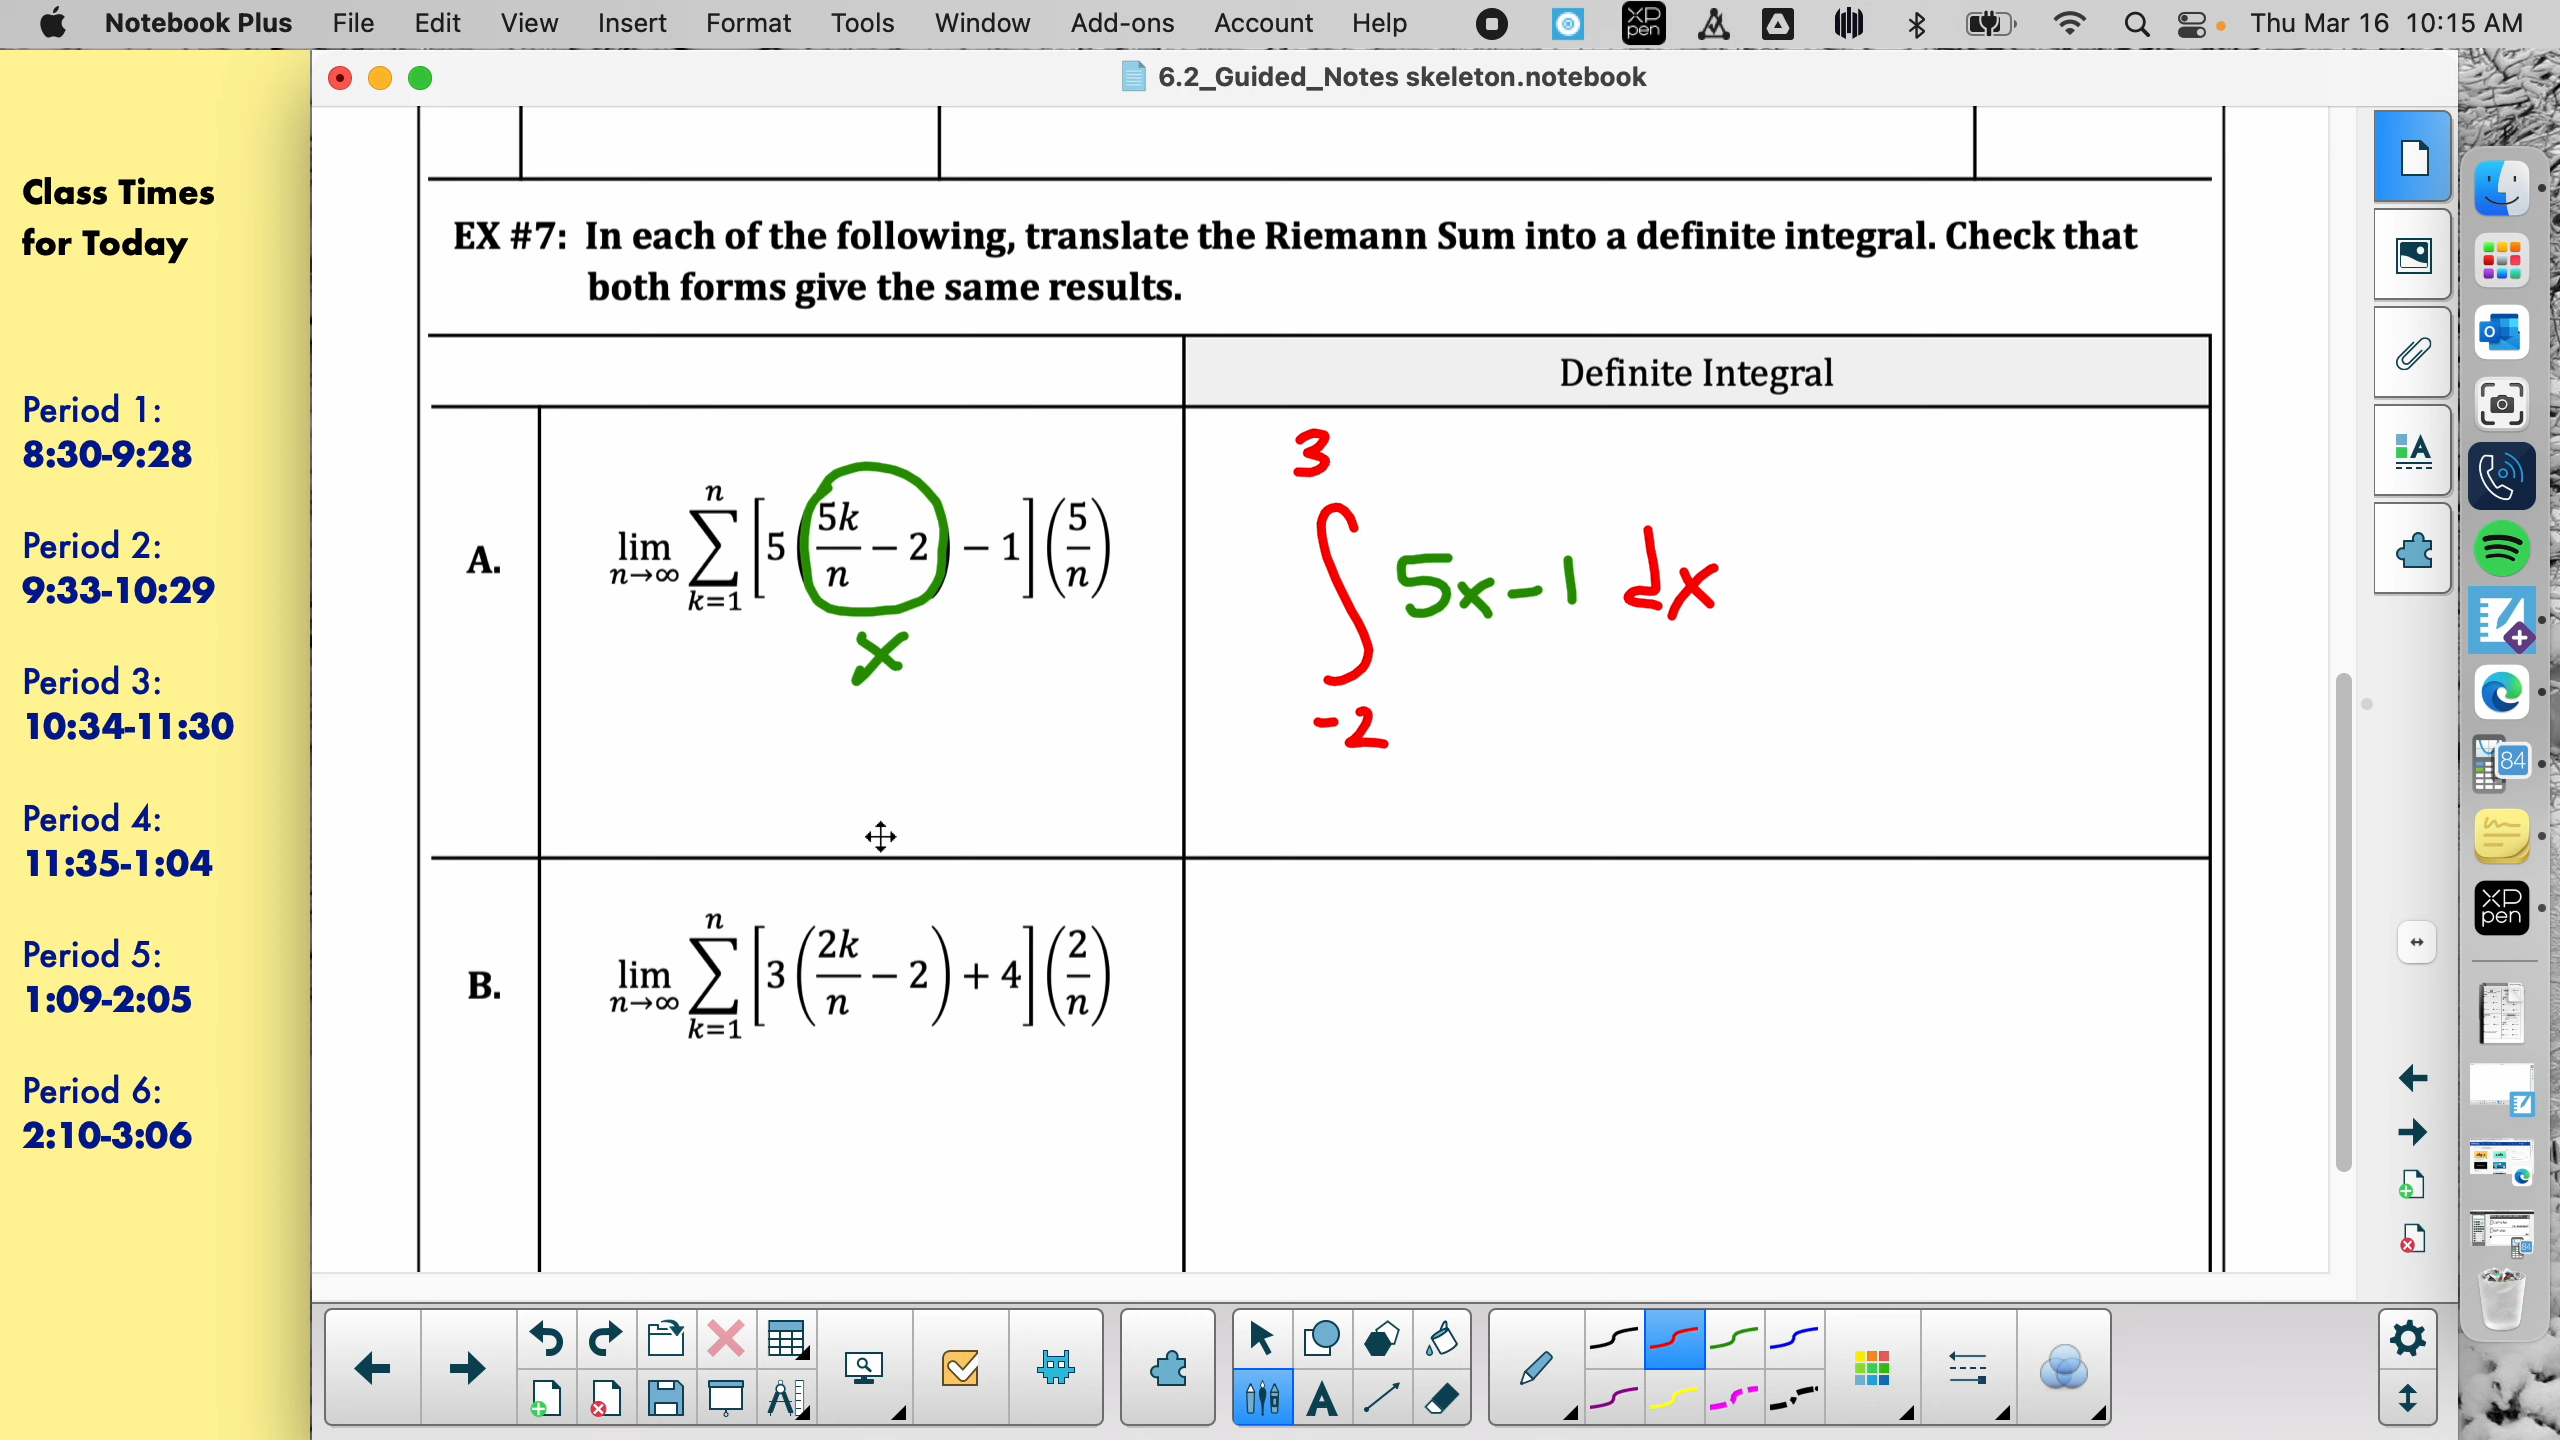 Notebook Plus File Edit View Insert Format Tools Window Add-ons Account Help XP pen Thu Mar 16 10:15 AM
6.2_Guided_Notes skeleton.notebook
Class Times
for Today
Period 1:
8:30-9:28
Period 2:
9:33-10:29
Period 3:
10:34-11:30
Period 4:
11:35-1:04
Period 5:
1:09-2:05
Period 6:
2:10-3:06
EX #7: In each of the following, translate the Riemann Sum into a definite integral. Check that
both forms give the same results.
Definite Integral
A. lim n→∞ ∑ k=1 n [5(5k/n − 2) − 1](5/n)
x
∫ -2 3 5x-1 dx
B. lim n→∞ ∑ k=1 n [3(2k/n − 2) + 4](2/n)
A
84
XP
pen
A